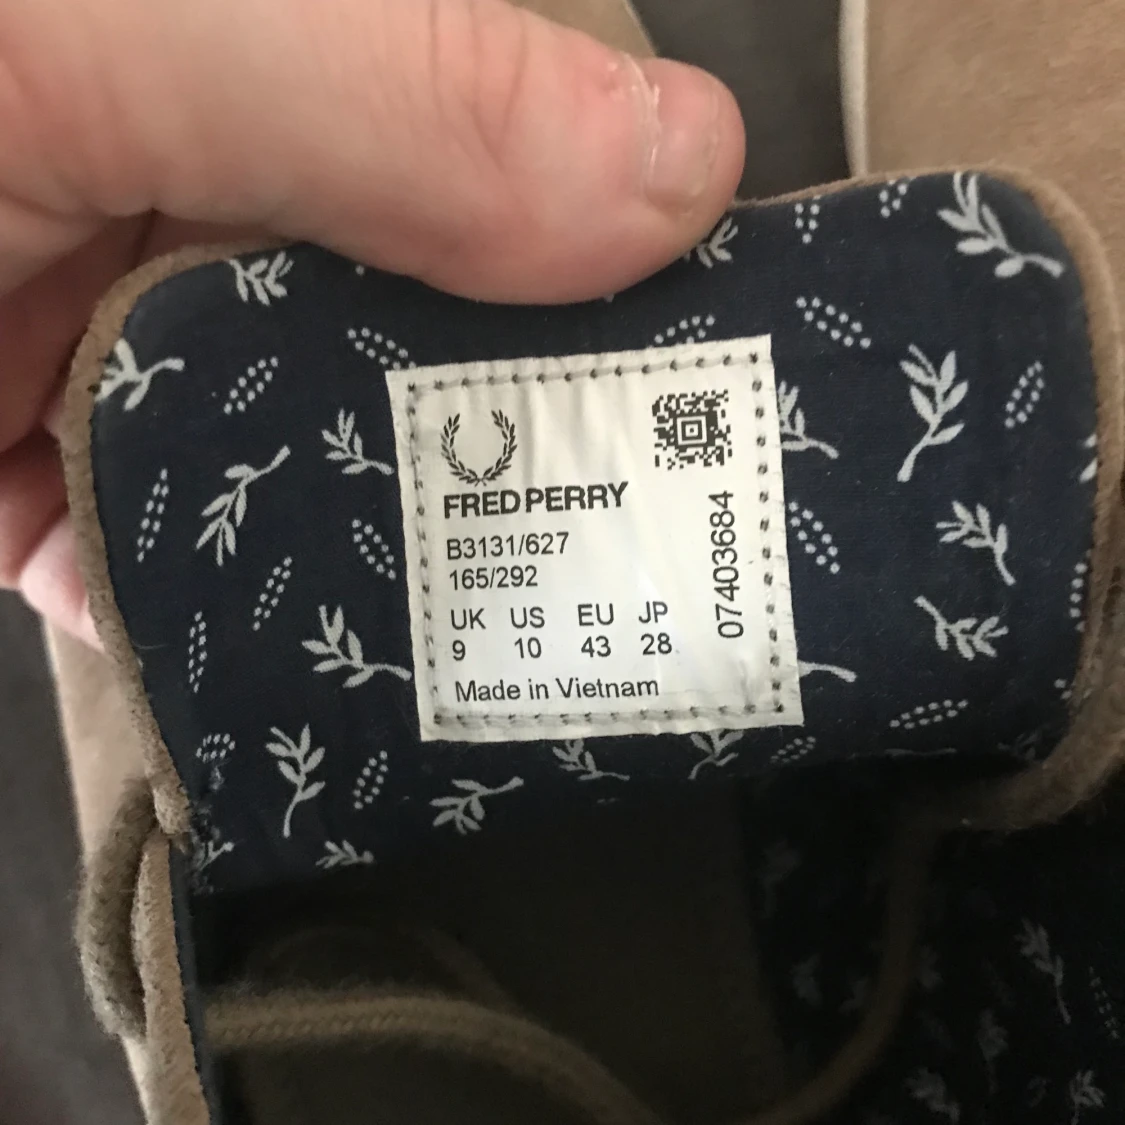 FRED PERRY
B3131/627
165/292
UK US EU JP
9 10 43 28
Made in Vietnam
07403684